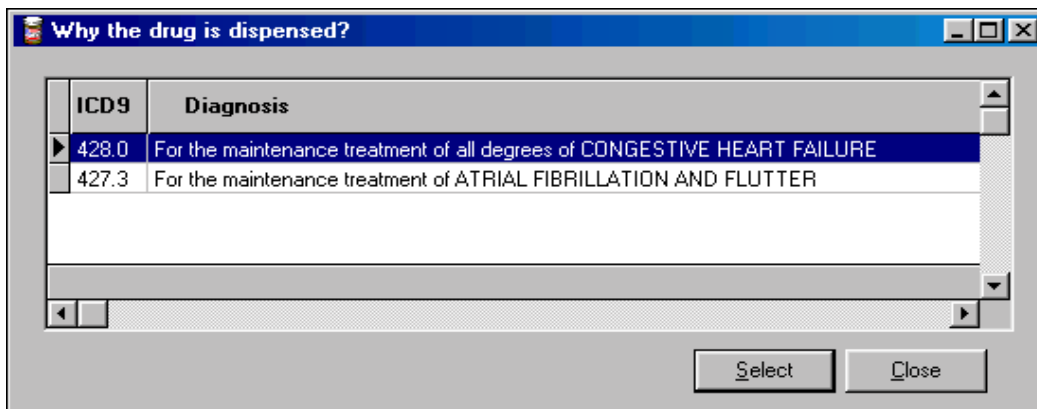 Why the drug is dispensed?
ICD9 Diagnosis
428.0 For the maintenance treatment of all degrees of CONGESTIVE HEART FAILURE
427.3 For the maintenance treatment of ATRIAL FIBRILLATION AND FLUTTER
Select Close